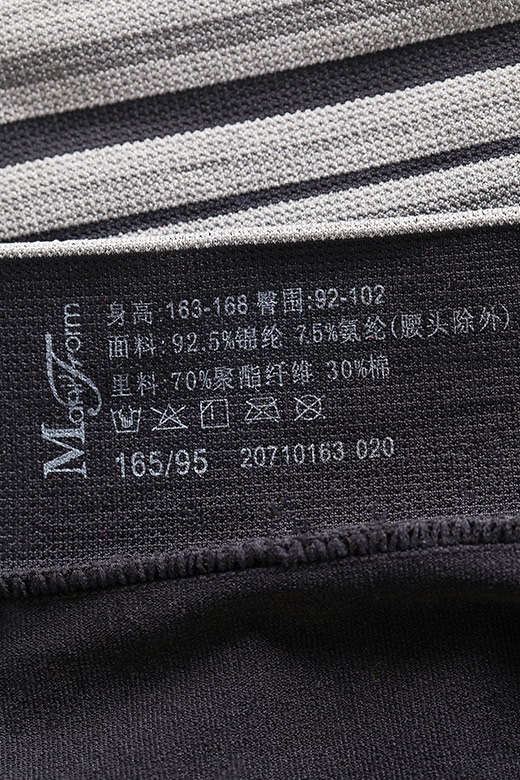 ManiForm
身高:163-168 臀围:92-102
面料:92.5%锦纶 7.5%氨纶(腰头除外)
里料:70%聚酯纤维 30%棉
165/95 20710163 020